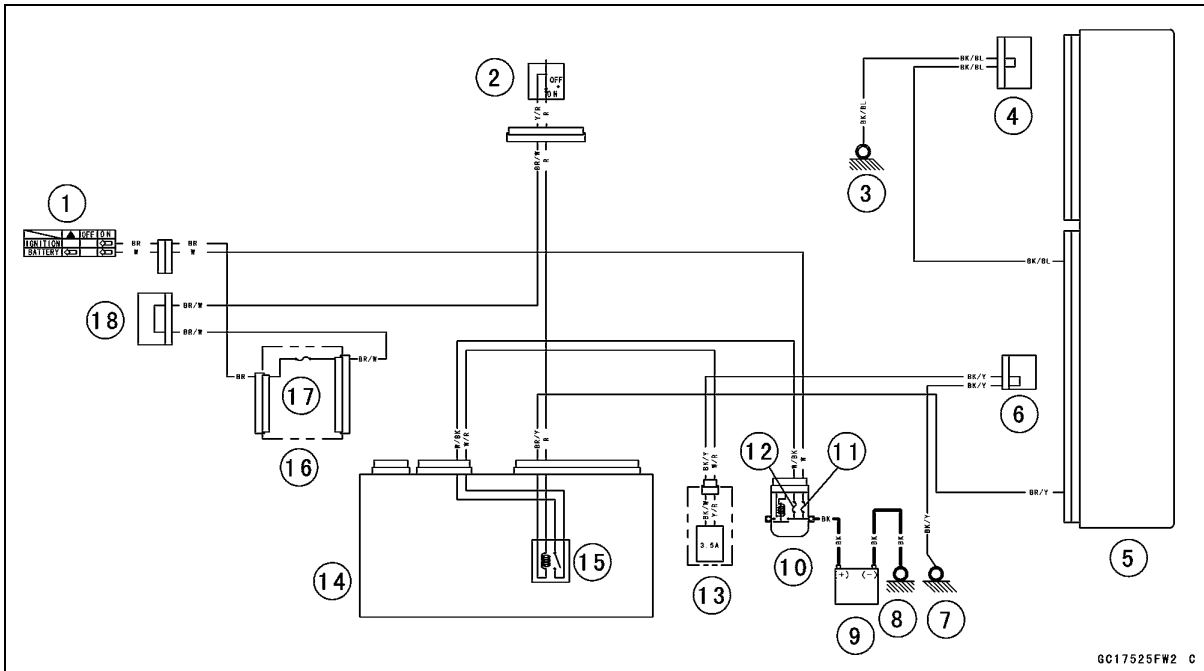 1
OFF ON
IGNITION
BATTERY
BR
W
BR
W
2
OFF
ON
Y/R
R
BR/W
R
BK/BL
BK/BL
BK/BL
3
4
BK/BL
18
BR/W
BR/W
BR
BR/W
17
16
W/BK
W/R
BR/Y
R
14
15
BK/Y
W/R
BK/W
Y/R
3.5A
13
12
11
W/BK
W
10
BK
BK
(+) (-)
9
BK
BK
8
BK/Y
BK/Y
6
BK/Y
7
BR/Y
5
GC17525FW2 C